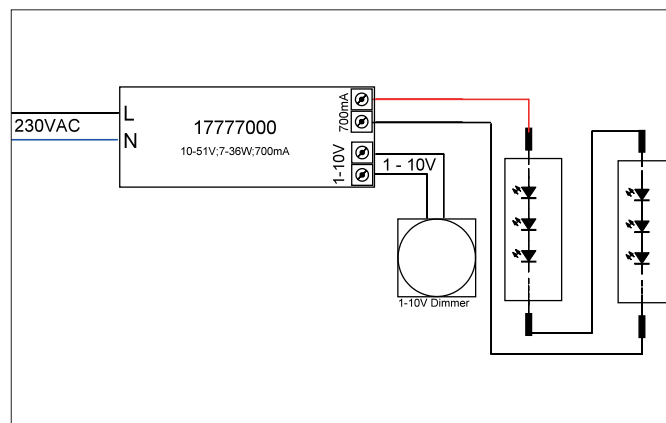 230VAC
L
N
17777000
10-51V;7-36W;700mA
700mA
1-10V
1 - 10V
1-10V Dimmer